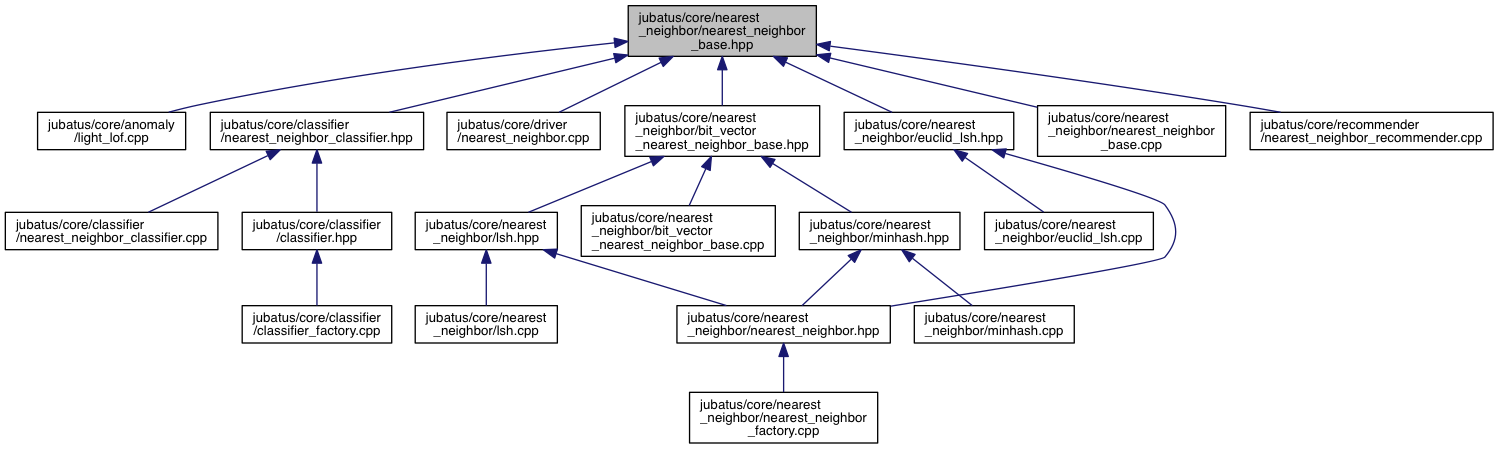 jubatus/core/nearest
_neighbor/nearest_neighbor
_base.hpp
jubatus/core/anomaly
/light_lof.cpp
jubatus/core/classifier
/nearest_neighbor_classifier.hpp
jubatus/core/driver
/nearest_neighbor.cpp
jubatus/core/nearest
_neighbor/bit_vector
_nearest_neighbor_base.hpp
jubatus/core/nearest
_neighbor/euclid_lsh.hpp
jubatus/core/nearest
_neighbor/nearest_neighbor
_base.cpp
jubatus/core/recommender
/nearest_neighbor_recommender.cpp
jubatus/core/classifier
/nearest_neighbor_classifier.cpp
jubatus/core/classifier
/classifier.hpp
jubatus/core/nearest
_neighbor/lsh.hpp
jubatus/core/nearest
_neighbor/bit_vector
_nearest_neighbor_base.cpp
jubatus/core/nearest
_neighbor/minhash.hpp
jubatus/core/nearest
_neighbor/euclid_lsh.cpp
jubatus/core/classifier
/classifier_factory.cpp
jubatus/core/nearest
_neighbor/lsh.cpp
jubatus/core/nearest
_neighbor/nearest_neighbor.hpp
jubatus/core/nearest
_neighbor/minhash.cpp
jubatus/core/nearest
_neighbor/nearest_neighbor
_factory.cpp